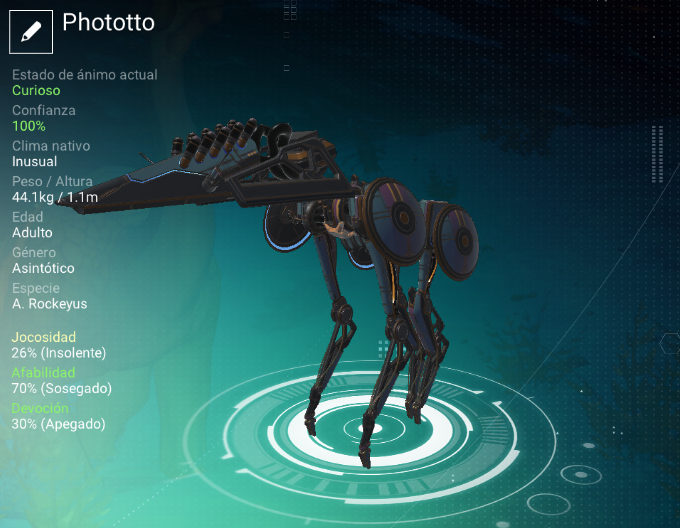 Phototto
Estado de ánimo actual
Curioso
Confianza
100%
Clima nativo
Inusual
Peso / Altura
44.1kg / 1.1m
Edad
Adulto
Género
Asintótico
Especie
A. Rockeyus
Jocosidad
26% (Insolente)
Afabilidad
70% (Sosegado)
Devoción
30% (Apegado)